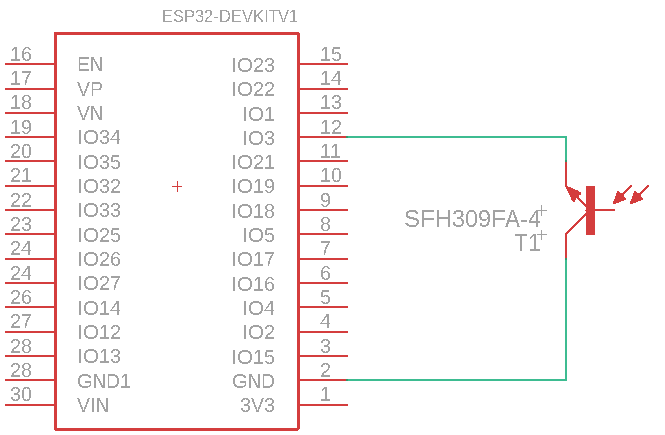 ESP32-DEVKITV1
16 EN IO23 15
17 VP IO22 14
18 VN IO1 13
19 IO34 IO3 12
20 IO35 IO21 11
21 IO32 IO19 10
22 IO33 IO18 9
23 IO25 IO5 8
24 IO26 IO17 7
24 IO27 IO16 6
26 IO14 IO4 5
27 IO12 IO2 4
28 IO13 IO15 3
28 GND1 GND 2
30 VIN 3V3 1
SFH309FA-4
T1